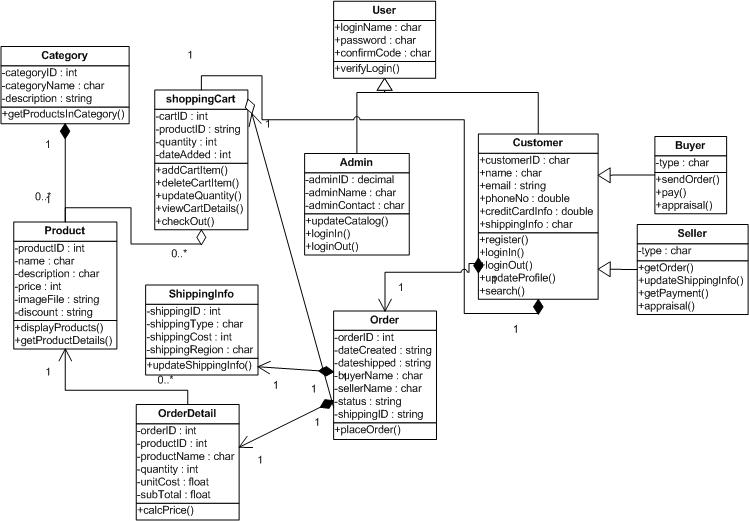 User
+loginName : char
+password : char
+confirmCode : char
+verifyLogin()
Category
-categoryID : int
-categoryName : char
-description : string
+getProductsInCategory()
1
1
0..*
1
shoppingCart
-cartID : int
-productID : string
-quantity : int
-dateAdded : int
+addCartItem()
+deleteCartItem()
+updateQuantity()
+viewCartDetails()
+checkOut()
1
0..*
Admin
-adminID : decimal
-adminName : char
-adminContact : char
+updateCatalog()
+loginIn()
+loginOut()
Customer
+customerID : char
+name : char
+email : string
+phoneNo : double
+creditCardInfo : double
+shippingInfo : char
+register()
+loginIn()
+loginOut()
+updateProfile()
+search()
1
1
Buyer
-type : char
+sendOrder()
+pay()
+appraisal()
Seller
-type : char
+getOrder()
+updateShippingInfo()
+getPayment()
+appraisal()
Product
-productID : int
-name : char
-description : char
-price : int
-imageFile : string
-discount : string
+displayProducts()
+getProductDetails()
1
0..*
ShippingInfo
-shippingID : int
-shippingType : char
-shippingCost : int
-shippingRegion : char
+updateShippingInfo()
1
1
Order
-orderID : int
-dateCreated : string
-dateshipped : string
-buyerName : char
-sellerName : char
-status : string
-shippingID : string
+placeOrder()
1
1
1
OrderDetail
-orderID : int
-productID : int
-productName : char
-quantity : int
-unitCost : float
-subTotal : float
+calcPrice()
1